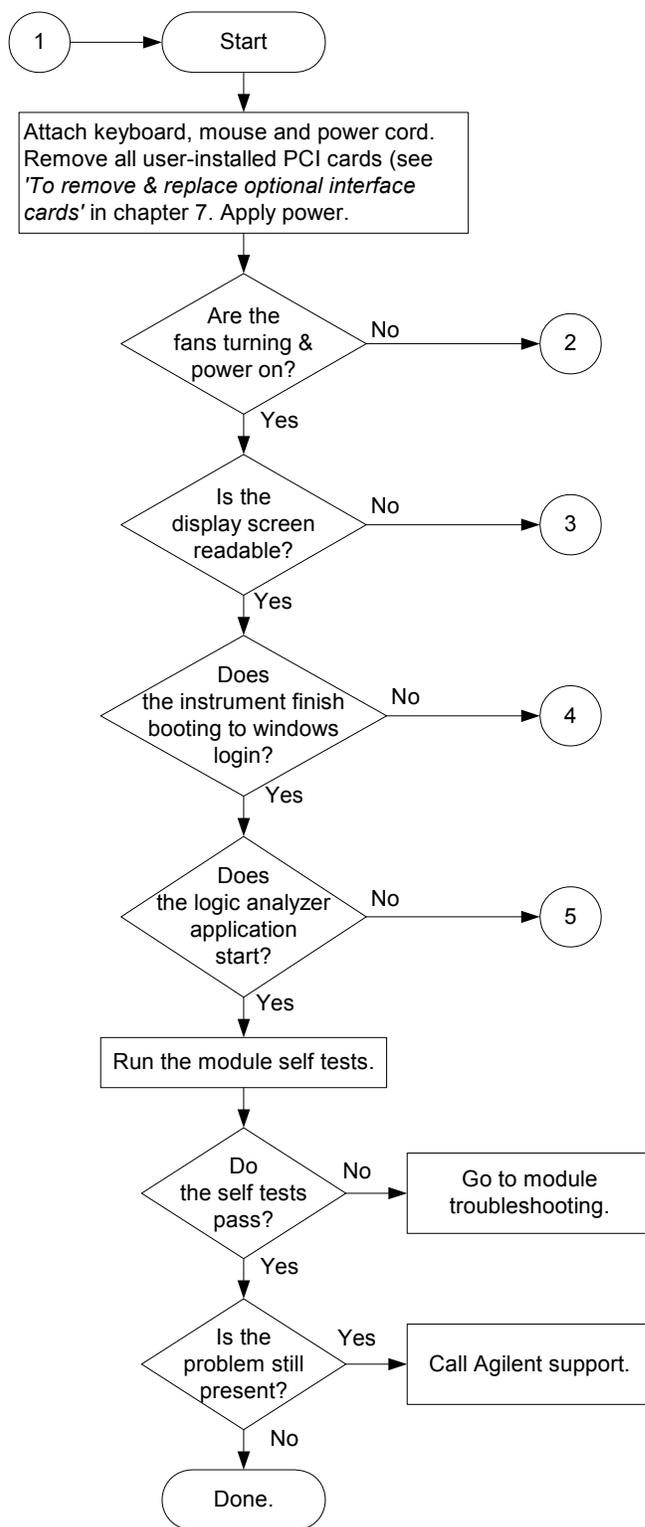 1
Start
Attach keyboard, mouse and power cord.
Remove all user-installed PCI cards (see
'To remove & replace optional interface
cards' in chapter 7. Apply power.
Are the
fans turning &
power on?
No
2
Yes
Is the
display screen
readable?
No
3
Yes
Does
the instrument finish
booting to windows
login?
No
4
Yes
Does
the logic analyzer
application
start?
No
5
Yes
Run the module self tests.
Do
the self tests
pass?
No
Go to module
troubleshooting.
Yes
Is the
problem still
present?
Yes
Call Agilent support.
No
Done.